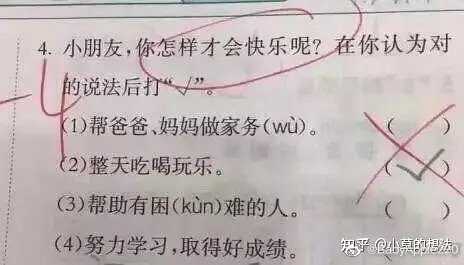 4. 小朋友,你怎样才会快乐呢? 在你认为对
的说法后打“√”。
-4
(1)帮爸爸、妈妈做家务(wù)。 ( )
(2)整天吃喝玩乐。 (√)
(3)帮助有困(kùn)难的人。 ( )
(4)努力学习,取得好成绩。
知乎 @小草的想法